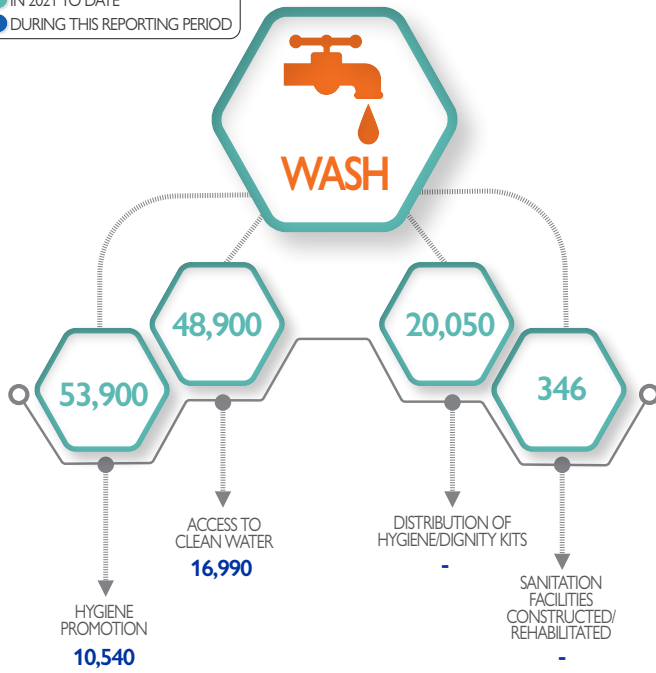 IN 2021 TO DATE
DURING THIS REPORTING PERIOD
WASH
53,900
48,900
20,050
346
HYGIENE
PROMOTION
10,540
ACCESS TO
CLEAN WATER
16,990
DISTRIBUTION OF
HYGIENE/DIGNITY KITS
-
SANITATION
FACILITIES
CONSTRUCTED/
REHABILITATED
-